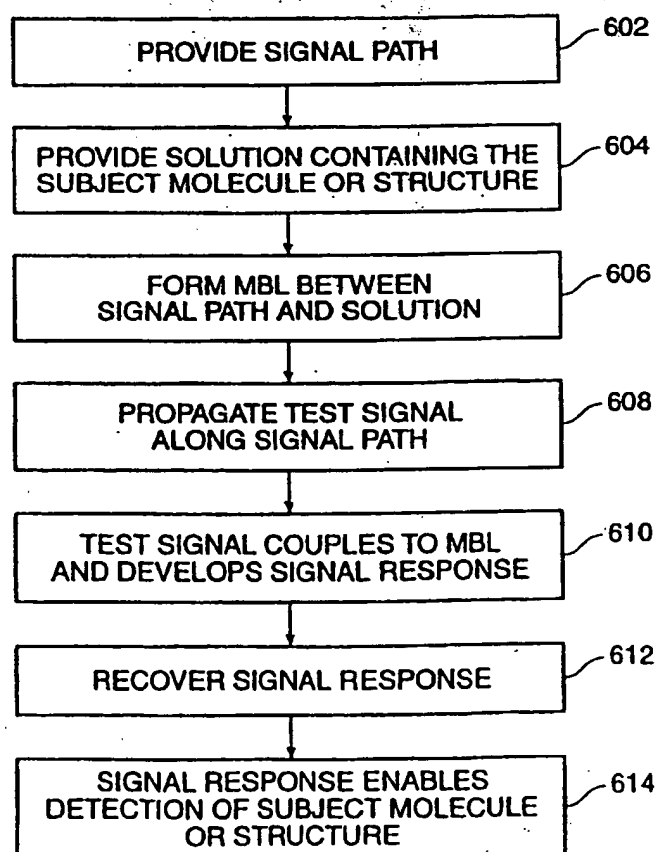 602
PROVIDE SIGNAL PATH
604
PROVIDE SOLUTION CONTAINING THE
SUBJECT MOLECULE OR STRUCTURE
606
FORM MBL BETWEEN
SIGNAL PATH AND SOLUTION
608
PROPAGATE TEST SIGNAL
ALONG SIGNAL PATH
610
TEST SIGNAL COUPLES TO MBL
AND DEVELOPS SIGNAL RESPONSE
612
RECOVER SIGNAL RESPONSE
614
SIGNAL RESPONSE ENABLES
DETECTION OF SUBJECT MOLECULE
OR STRUCTURE